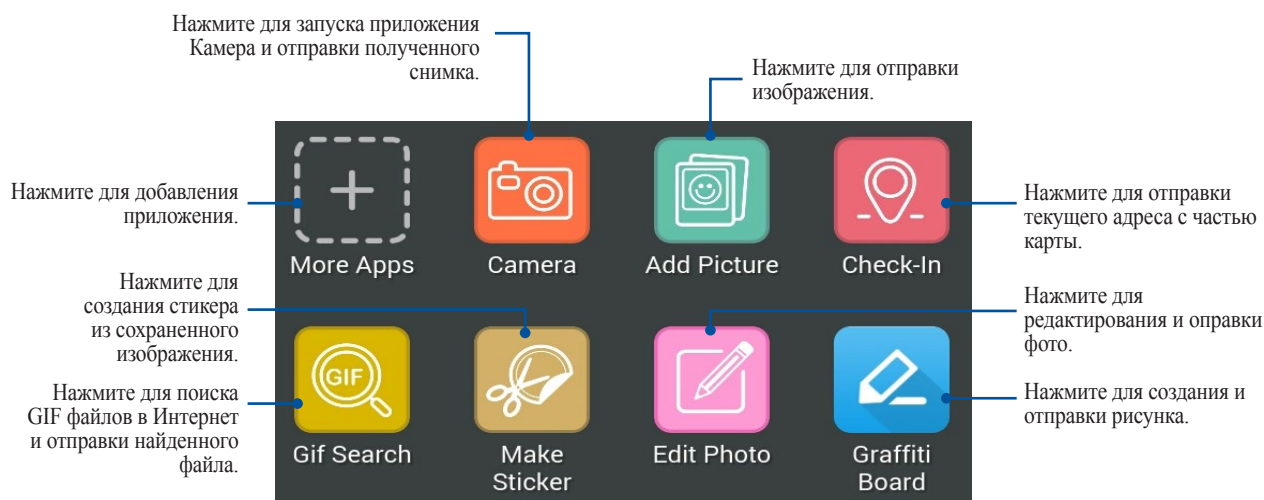 Нажмите для запуска приложения
Камера и отправки полученного
снимка.
Нажмите для отправки
изображения.
Нажмите для добавления
приложения.
Нажмите для отправки
текущего адреса с частью
карты.
More Apps
Camera
Add Picture
Check-In
Нажмите для
создания стикера
из сохраненного
изображения.
Нажмите для
редактирования и оправки
фото.
Нажмите для поиска
GIF файлов в Интернет
и отправки найденного
файла.
Нажмите для создания и
отправки рисунка.
GIF
Gif Search
Make
Sticker
Edit Photo
Graffiti
Board